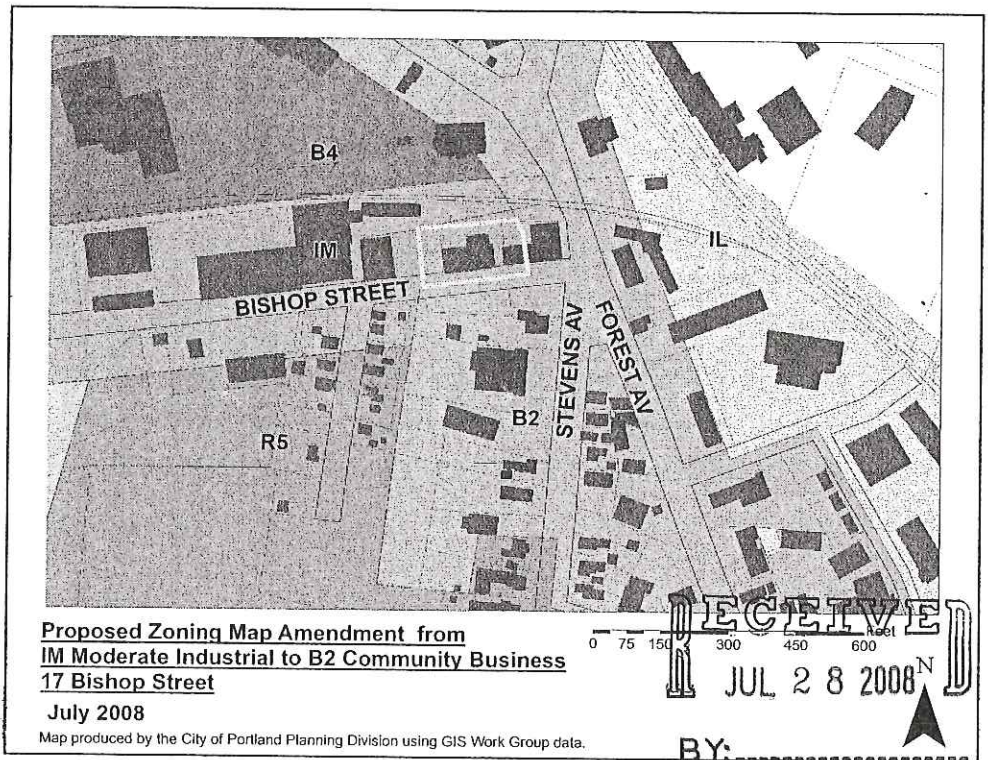 B4
IM
IL
BISHOP STREET
STEVENS AV
FOREST AV
B2
R5
Proposed Zoning Map Amendment from
IM Moderate Industrial to B2 Community Business
17 Bishop Street
July 2008
Map produced by the City of Portland Planning Division using GIS Work Group data.
0 75 150 300 450 600
Feet
RECEIVED
JUL 28 2008
N
BY: